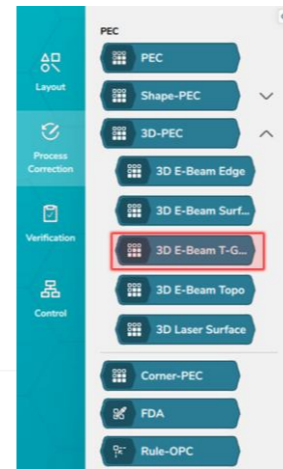 PEC
PEC
Layout
Shape-PEC
3D-PEC
Process
Correction
3D E-Beam Edge
3D E-Beam Surf...
Verification
3D E-Beam T-G...
3D E-Beam Topo
Control
3D Laser Surface
Corner-PEC
FDA
Rule-OPC